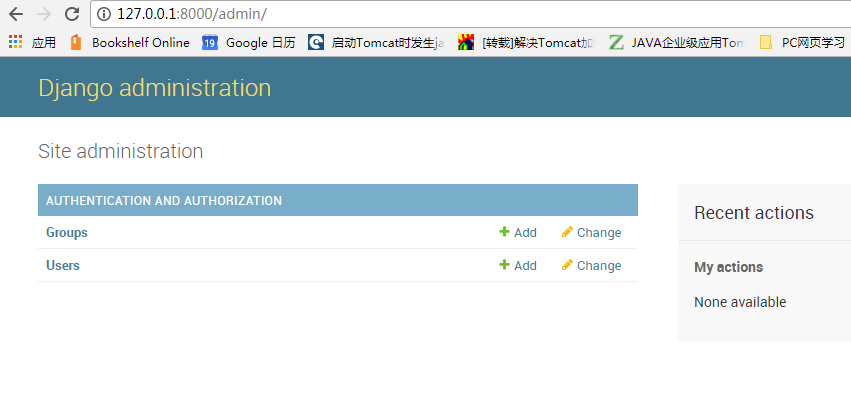 127.0.0.1:8000/admin/
应用 Bookshelf Online 19 Google 日历 启动Tomcat时发生ja [转载]解决Tomcat加 JAVA企业级应用Tom PC网页学习
Django administration
Site administration
AUTHENTICATION AND AUTHORIZATION
Groups Add Change
Users Add Change
Recent actions
My actions
None available